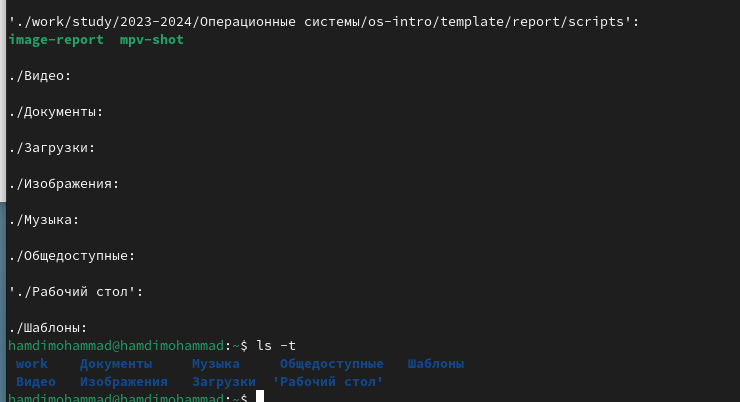 './work/study/2023-2024/Операционные системы/os-intro/template/report/scripts':
image-report  mpv-shot
./Видео:
./Документы:
./Загрузки:
./Изображения:
./Музыка:
./Общедоступные:
'./Рабочий стол':
./Шаблоны:
hamdimohammad@hamdimohammad:~$ ls -t
work    Документы     Музыка     Общедоступные   Шаблоны
Видео   Изображения   Загрузки  'Рабочий стол'
hamdimohammad@hamdimohammad:~$